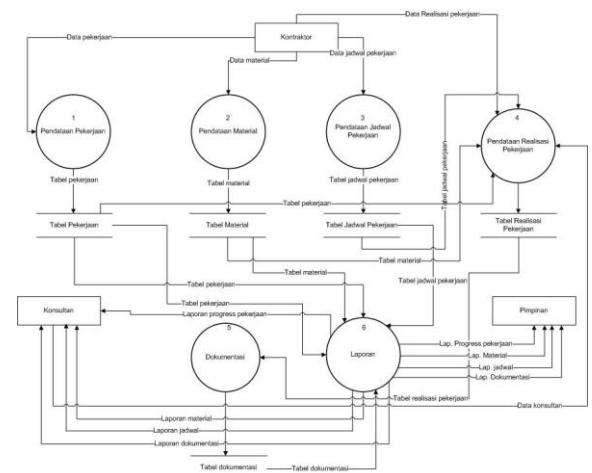 Data Realisasi pekerjaan
Data pekerjaan
Kontraktor
Data material
Data jadwal pekerjaan
1
Pendataan Pekerjaan
2
Pendataan Material
3
Pendataan Jadwal
Pekerjaan
4
Pendataan Realisasi
Pekerjaan
Tabel pekerjaan
Tabel material
Tabel jadwal pekerjaan
Tabel jadwal pekerjaan
Tabel pekerjaan
Tabel Pekerjaan
Tabel Material
Tabel Jadwal Pekerjaan
Tabel Realisasi
Pekerjaan
Tabel material
Tabel material
Tabel jadwal pekerjaan
Tabel pekerjaan
Laporan progress pekerjaan
Konsultan
Pimpinan
5
Dokumentasi
6
Laporan
Lap. Progress pekerjaan
Lap. Material
Lap. jadwal
Lap. Dokumentasi
Tabel realisasi pekerjaan
Data konsultan
Laporan material
Laporan jadwal
Laporan dokumentasi
Tabel dokumentasi
Tabel dokumentasi